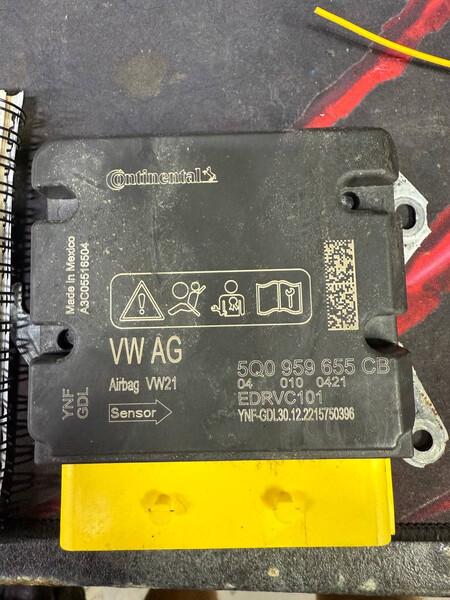 Continental
Made in Mexico
A3C05516504
VW AG
Airbag VW21
YNF
GDL
Sensor
5Q0 959 655 CB
04 010 0421
EDRVC101
YNF-GDL30.12.2215750396